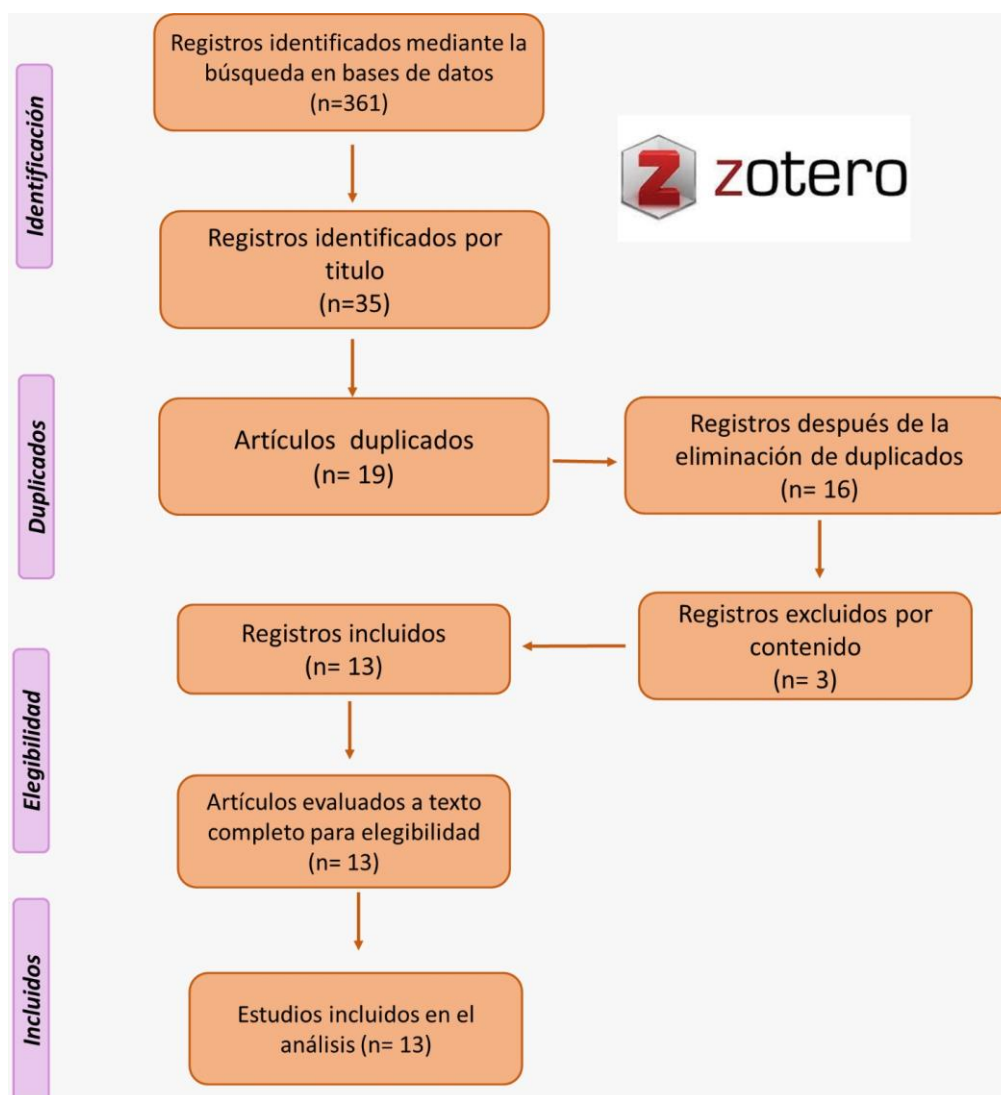 Identificación
Registros identificados mediante la
búsqueda en bases de datos
(n=361)
zotero
Registros identificados por
titulo
(n=35)
Duplicados
Artículos duplicados
(n= 19)
Registros después de la
eliminación de duplicados
(n= 16)
Registros excluidos por
contenido
(n= 3)
Elegibilidad
Registros incluidos
(n= 13)
Artículos evaluados a texto
completo para elegibilidad
(n= 13)
Incluidos
Estudios incluidos en el
análisis (n= 13)